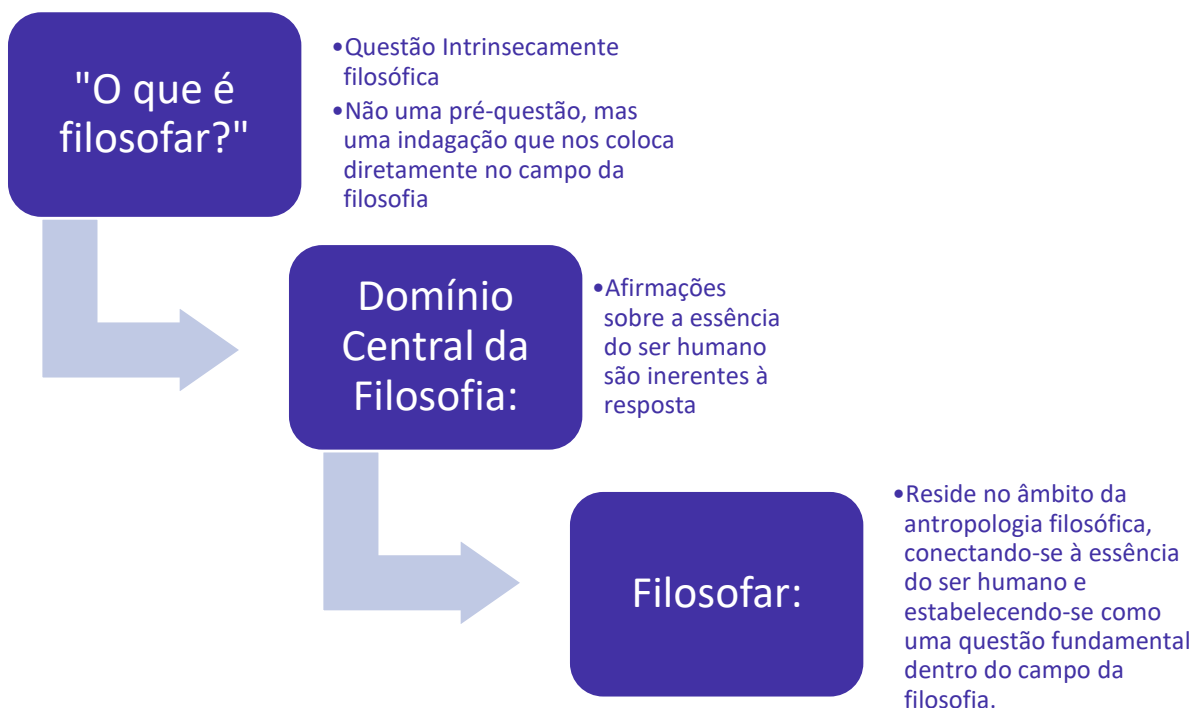 "O que é
filosofar?"
•Questão Intrinsecamente
filosófica
•Não uma pré-questão, mas
uma indagação que nos coloca
diretamente no campo da
filosofia
Domínio
Central da
Filosofia:
•Afirmações
sobre a essência
do ser humano
são inerentes à
resposta
Filosofar:
•Reside no âmbito da
antropologia filosófica,
conectando-se à essência
do ser humano e
estabelecendo-se como
uma questão fundamental
dentro do campo da
filosofia.